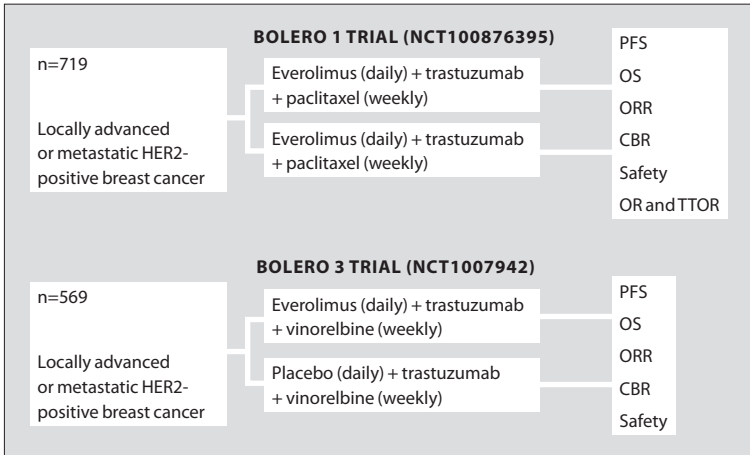 BOLERO 1 TRIAL (NCT100876395)
n=719
Locally advanced
or metastatic HER2-
positive breast cancer
Everolimus (daily) + trastuzumab
+ paclitaxel (weekly)
Everolimus (daily) + trastuzumab
+ paclitaxel (weekly)
PFS
OS
ORR
CBR
Safety
OR and TTOR
BOLERO 3 TRIAL (NCT1007942)
n=569
Locally advanced
or metastatic HER2-
positive breast cancer
Everolimus (daily) + trastuzumab
+ vinorelbine (weekly)
Placebo (daily) + trastuzumab
+ vinorelbine (weekly)
PFS
OS
ORR
CBR
Safety